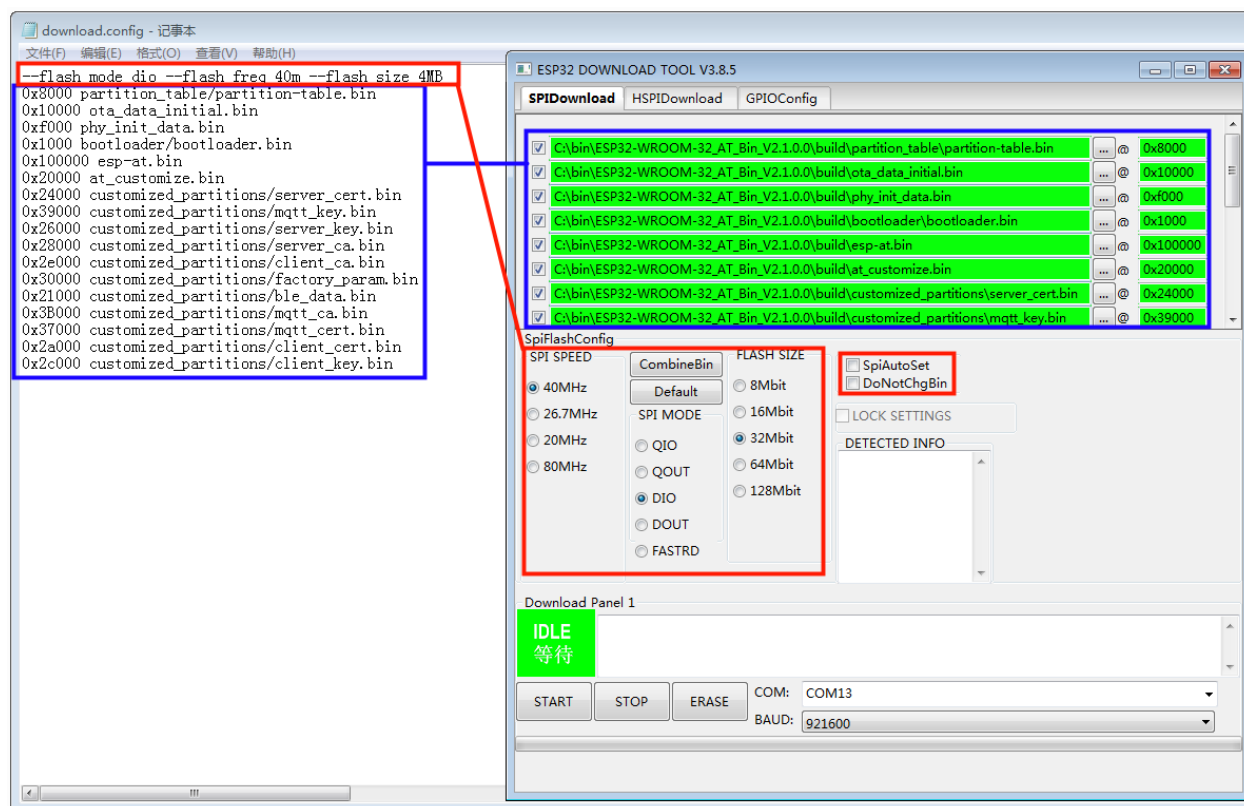 download.config - 记事本
文件(F) 编辑(E) 格式(O) 查看(V) 帮助(H)
--flash_mode dio --flash_freq 40m --flash_size 4MB
0x8000 partition_table/partition-table.bin
0x10000 ota_data_initial.bin
0xf000 phy_init_data.bin
0x1000 bootloader/bootloader.bin
0x100000 esp-at.bin
0x20000 at_customize.bin
0x24000 customized_partitions/server_cert.bin
0x39000 customized_partitions/mqtt_key.bin
0x26000 customized_partitions/server_key.bin
0x28000 customized_partitions/server_ca.bin
0x2e000 customized_partitions/client_ca.bin
0x30000 customized_partitions/factory_param.bin
0x21000 customized_partitions/ble_data.bin
0x3B000 customized_partitions/mqtt_ca.bin
0x37000 customized_partitions/mqtt_cert.bin
0x2a000 customized_partitions/client_cert.bin
0x2c000 customized_partitions/client_key.bin
ESP32 DOWNLOAD TOOL V3.8.5
SPIDownload HSPIDownload GPIOConfig
C:\bin\ESP32-WROOM-32_AT_Bin_V2.1.0.0\build\partition_table\partition-table.bin ... @ 0x8000
C:\bin\ESP32-WROOM-32_AT_Bin_V2.1.0.0\build\ota_data_initial.bin ... @ 0x10000
C:\bin\ESP32-WROOM-32_AT_Bin_V2.1.0.0\build\phy_init_data.bin ... @ 0xf000
C:\bin\ESP32-WROOM-32_AT_Bin_V2.1.0.0\build\bootloader\bootloader.bin ... @ 0x1000
C:\bin\ESP32-WROOM-32_AT_Bin_V2.1.0.0\build\esp-at.bin ... @ 0x100000
C:\bin\ESP32-WROOM-32_AT_Bin_V2.1.0.0\build\at_customize.bin ... @ 0x20000
C:\bin\ESP32-WROOM-32_AT_Bin_V2.1.0.0\build\customized_partitions\server_cert.bin ... @ 0x24000
C:\bin\ESP32-WROOM-32_AT_Bin_V2.1.0.0\build\customized_partitions\mqtt_key.bin ... @ 0x39000
SpiFlashConfig
SPI SPEED
40MHz
26.7MHz
20MHz
80MHz
CombineBin
Default
SPI MODE
QIO
QOUT
DIO
DOUT
FASTRD
FLASH SIZE
8Mbit
16Mbit
32Mbit
64Mbit
128Mbit
SpiAutoSet
DoNotChgBin
LOCK SETTINGS
DETECTED INFO
Download Panel 1
IDLE
等待
START STOP ERASE
COM: COM13
BAUD: 921600